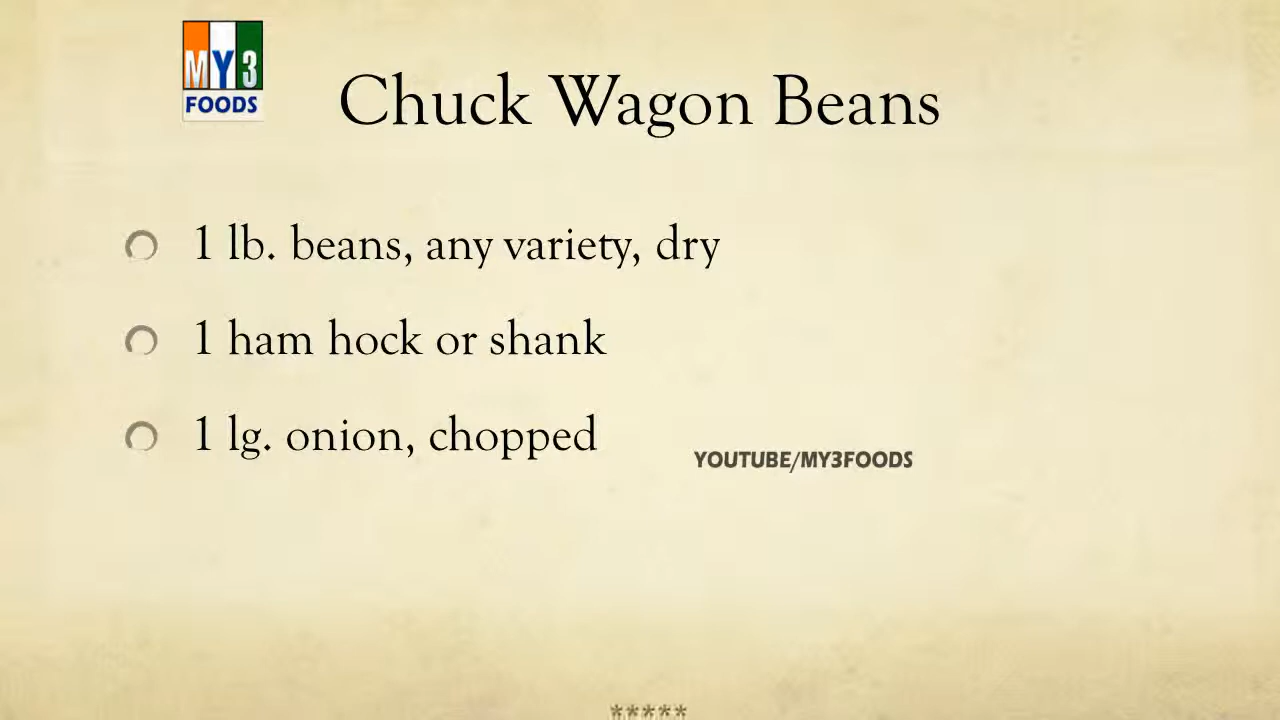 MY3
FOODS
Chuck Wagon Beans
1 lb. beans, any variety, dry
1 ham hock or shank
1 lg. onion, chopped
YOUTUBE/MY3FOODS
*****